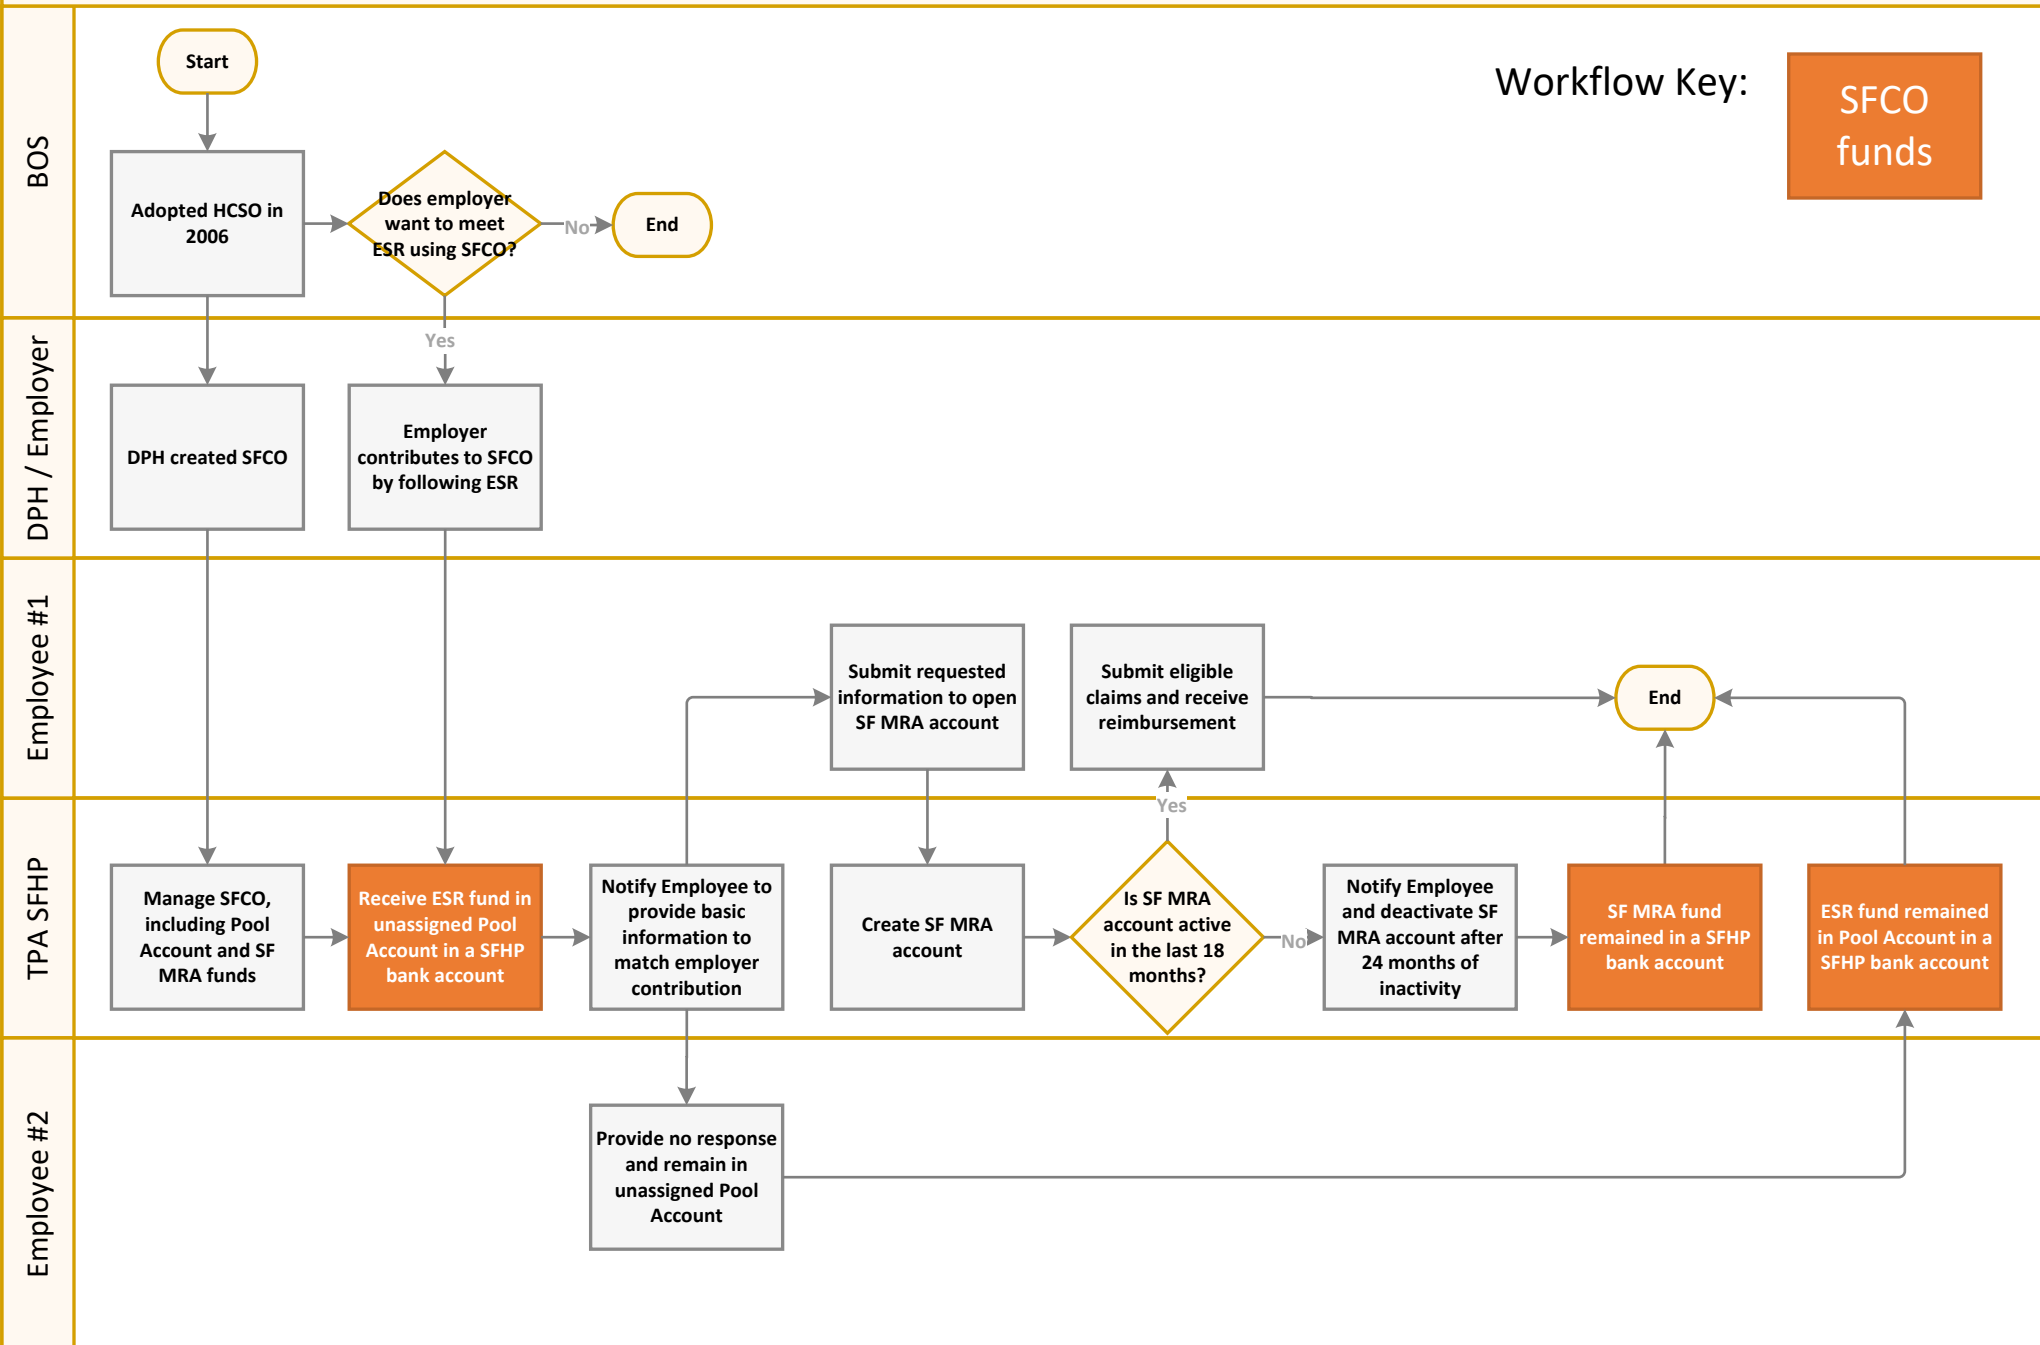 BOS
Start
Workflow Key:
SFCO
funds
Adopted HCSO in
2006
Does employer
want to meet
ESR using SFCO?
No
End
Yes
DPH / Employer
DPH created SFCO
Employer
contributes to SFCO
by following ESR
Employee #1
Submit requested
information to open
SF MRA account
Submit eligible
claims and receive
reimbursement
End
Yes
TPA SFHP
Manage SFCO,
including Pool
Account and SF
MRA funds
Receive ESR fund in
unassigned Pool
Account in a SFHP
bank account
Notify Employee to
provide basic
information to
match employer
contribution
Create SF MRA
account
Is SF MRA
account active
in the last 18
months?
No
Notify Employee
and deactivate SF
MRA account after
24 months of
inactivity
SF MRA fund
remained in a SFHP
bank account
ESR fund remained
in Pool Account in a
SFHP bank account
Employee #2
Provide no response
and remain in
unassigned Pool
Account